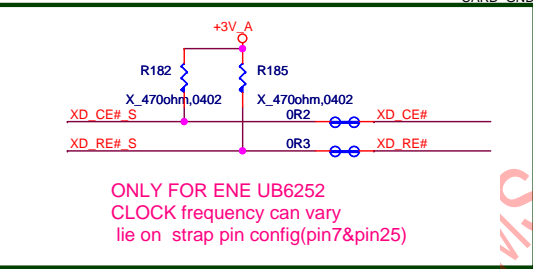 +3V_A
R182
R185
X_470ohm,0402
X_470ohm,0402
XD_CE#_S
0R2
XD_CE#
XD_RE#_S
0R3
XD_RE#
ONLY FOR ENE UB6252
CLOCK frequency can vary
lie on strap pin config(pin7&pin25)